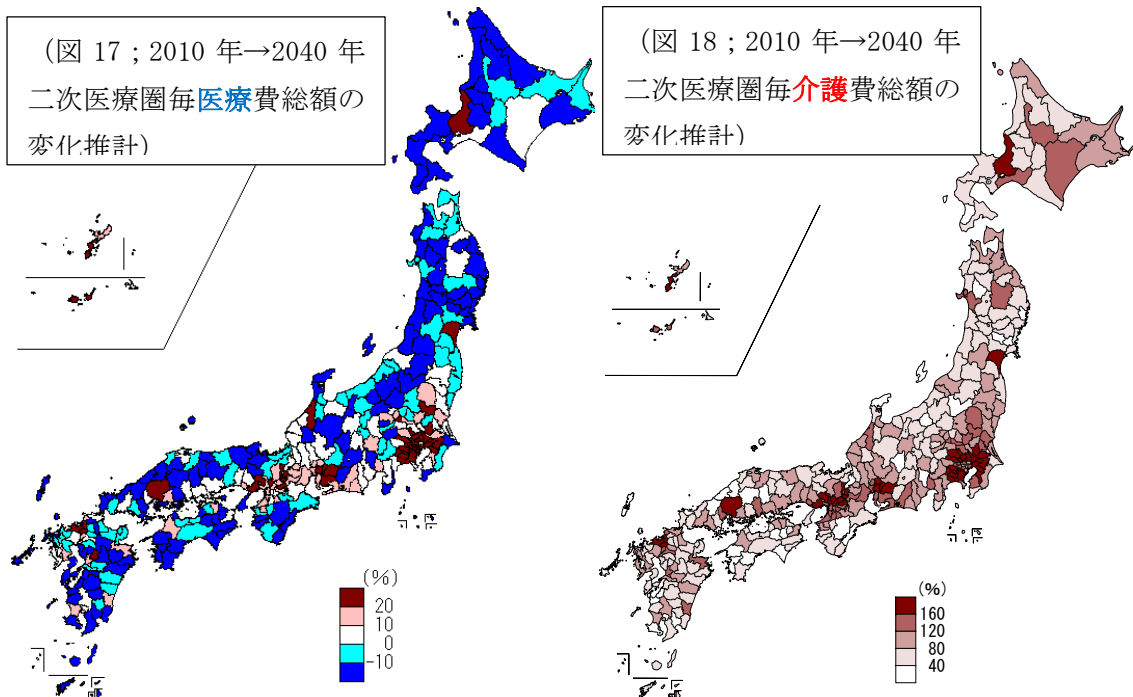 （図 17；2010 年→2040 年
二次医療圏毎医療費総額の
変化推計）
（図 18；2010 年→2040 年
二次医療圏毎介護費総額の
変化推計）
(%)
20
10
0
-10
(%)
160
120
80
40